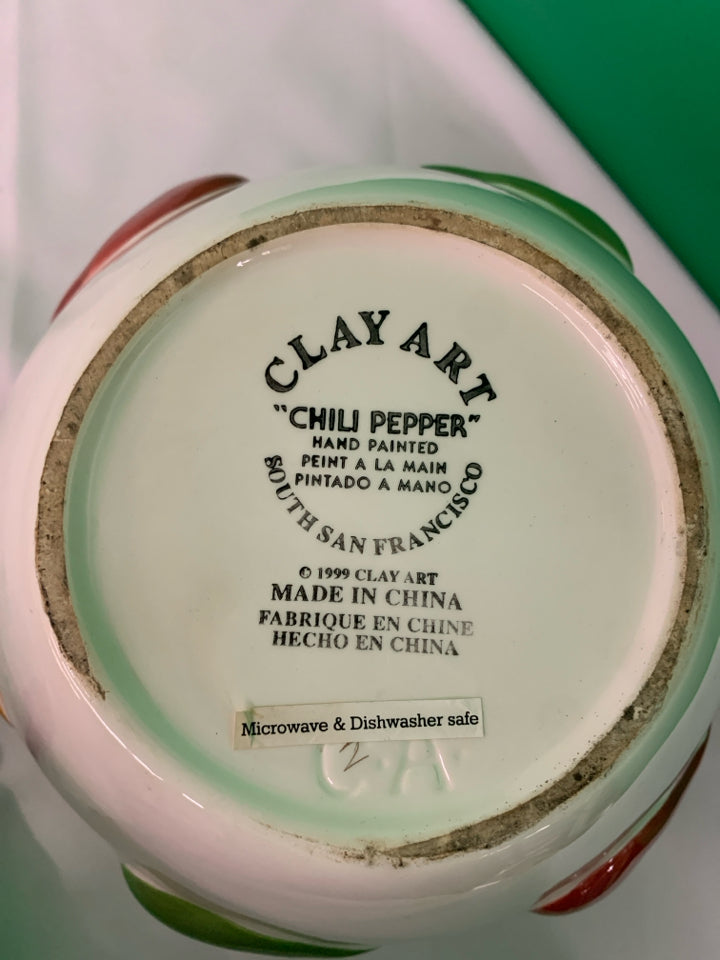 CLAY ART
"CHILI PEPPER"
HAND PAINTED
PEINT A LA MAIN
PINTADO A MANO
SOUTH SAN FRANCISCO
© 1999 CLAY ART
MADE IN CHINA
FABRIQUE EN CHINE
HECHO EN CHINA
Microwave & Dishwasher safe
2
C.A.